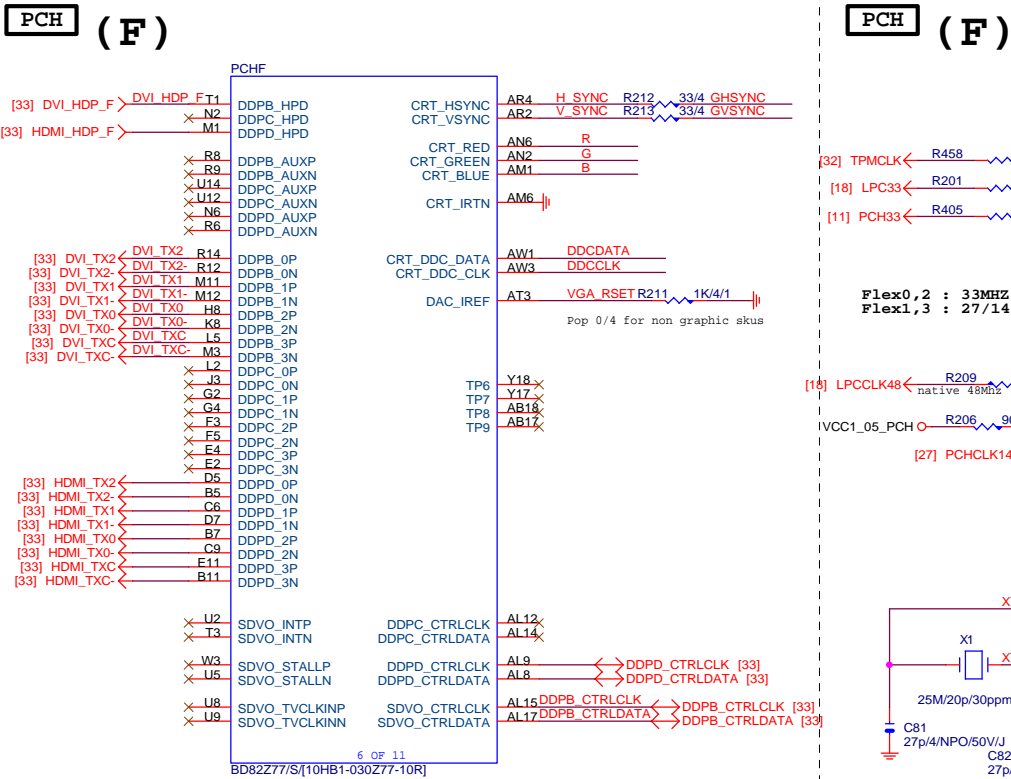 PCH (F)
PCHF
[33] DVI_HDP_F DVI_HDP_F T1 DDPB_HPD
N2 DDPC_HPD
[33] HDMI_HDP_F M1 DDPD_HPD
R8 DDPB_AUXP
R9 DDPB_AUXN
U14 DDPC_AUXP
U12 DDPC_AUXN
N6 DDPD_AUXP
R6 DDPD_AUXN
[33] DVI_TX2 DVI_TX2 R14 DDPB_0P
[33] DVI_TX2- DVI_TX2- R12 DDPB_0N
[33] DVI_TX1 DVI_TX1 M11 DDPB_1P
[33] DVI_TX1- DVI_TX1- M12 DDPB_1N
[33] DVI_TX0 DVI_TX0 H8 DDPB_2P
[33] DVI_TX0- DVI_TX0- K8 DDPB_2N
[33] DVI_TXC DVI_TXC L5 DDPB_3P
[33] DVI_TXC- DVI_TXC- M3 DDPB_3N
L2 DDPC_0P
J3 DDPC_0N
G2 DDPC_1P
G4 DDPC_1N
F3 DDPC_2P
F5 DDPC_2N
E4 DDPC_3P
E2 DDPC_3N
[33] HDMI_TX2 D5 DDPD_0P
[33] HDMI_TX2- B5 DDPD_0N
[33] HDMI_TX1 C6 DDPD_1P
[33] HDMI_TX1- D7 DDPD_1N
[33] HDMI_TX0 B7 DDPD_2P
[33] HDMI_TX0- C9 DDPD_2N
[33] HDMI_TXC E11 DDPD_3P
[33] HDMI_TXC- B11 DDPD_3N
U2 SDVO_INTP
T3 SDVO_INTN
W3 SDVO_STALLP
U5 SDVO_STALLN
U8 SDVO_TVCLKINP
U9 SDVO_TVCLKINN
CRT_HSYNC AR4 H_SYNC R212 33/4 GHSYNC
CRT_VSYNC AR2 V_SYNC R213 33/4 GVSYNC
CRT_RED AN6 R
CRT_GREEN AN2 G
CRT_BLUE AM1 B
CRT_IRTN AM6
CRT_DDC_DATA AW1 DDCDATA
CRT_DDC_CLK AW3 DDCCLK
DAC_IREF AT3 VGA_RSET R211 1K/4/1
Pop 0/4 for non graphic skus
TP6 Y18
TP7 Y17
TP8 AB18
TP9 AB17
DDPC_CTRLCLK AL12
DDPC_CTRLDATA AL14
DDPD_CTRLCLK AL9 DDPD_CTRLCLK [33]
DDPD_CTRLDATA AL8 DDPD_CTRLDATA [33]
SDVO_CTRLCLK AL15 DDPB_CTRLCLK DDPB_CTRLCLK [33]
SDVO_CTRLDATA AL17 DDPB_CTRLDATA DDPB_CTRLDATA [33]
6 OF 11
BD82Z77/S/[10HB1-030Z77-10R]
PCH (F)
[32] TPMCLK R458
[18] LPC33 R201
[11] PCH33 R405
Flex0,2 : 33MHZ
Flex1,3 : 27/14
[18] LPCCLK48 R209
native 48Mhz
VCC1_05_PCH R206
[27] PCHCLK14
X1
25M/20p/30ppm
C81
27p/4/NPO/50V/J
C82
27p/